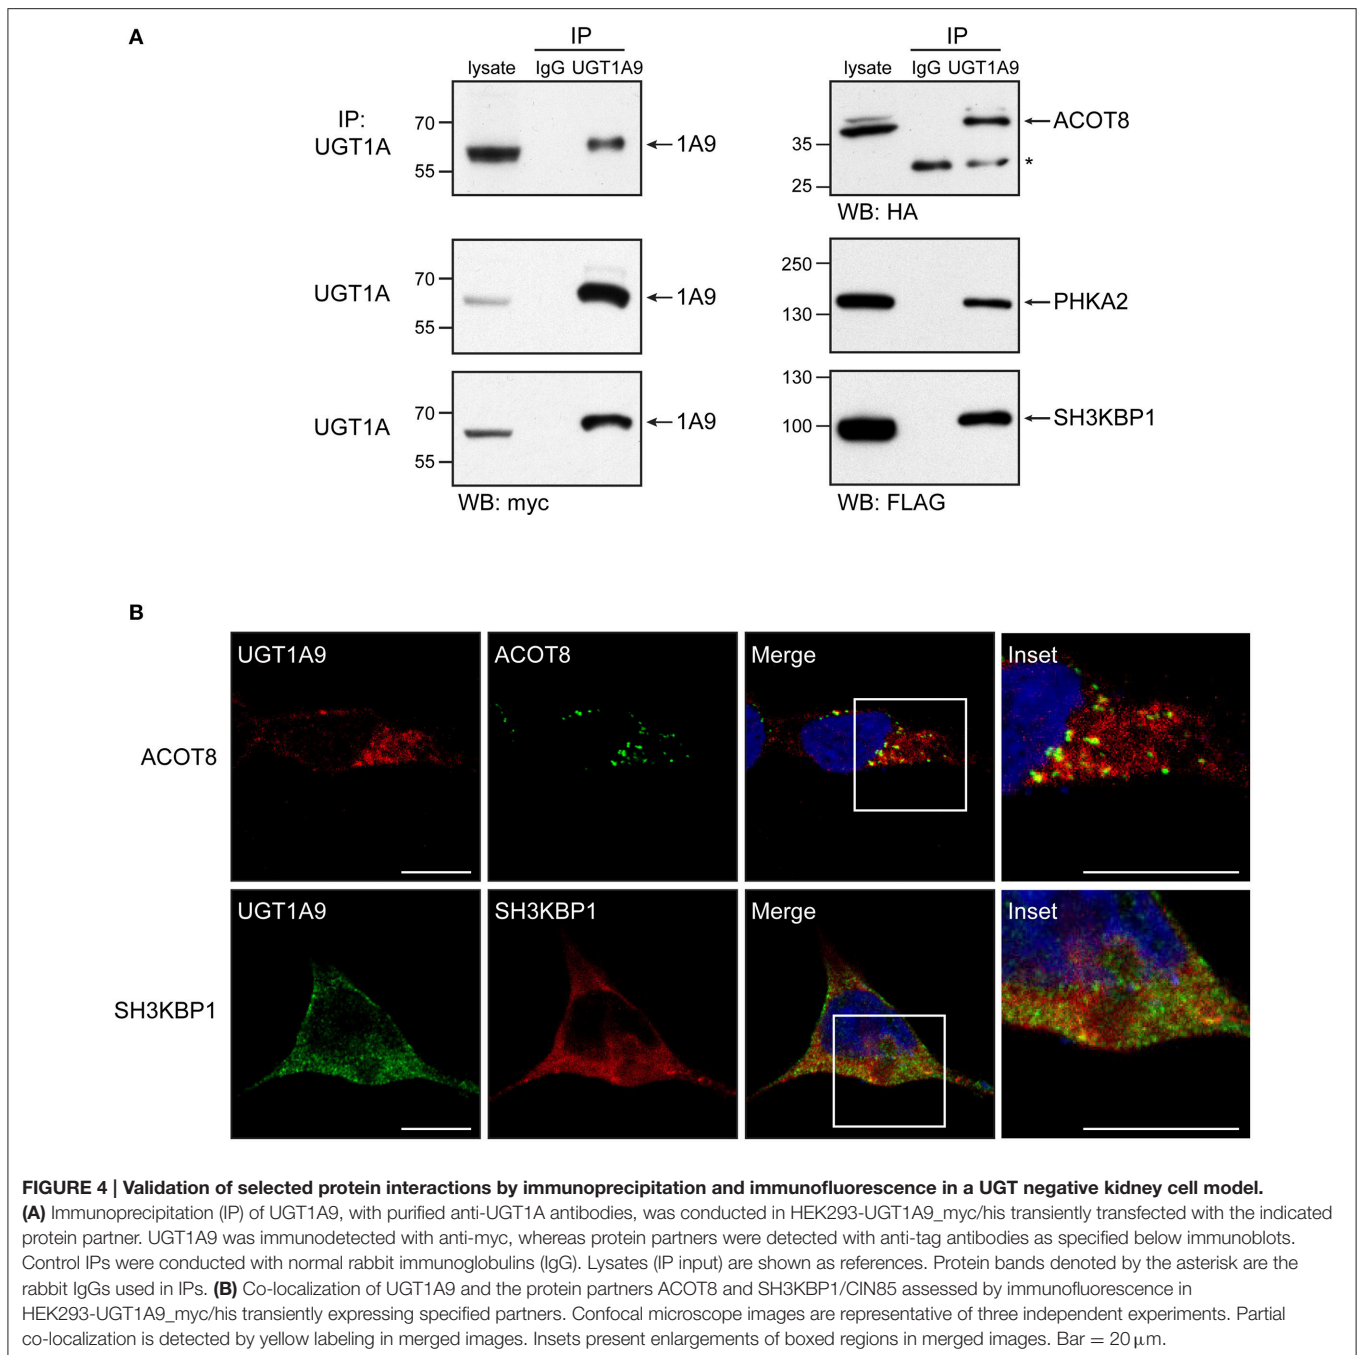 A
IP
lysate IgG UGT1A9
IP:
UGT1A
70
55
1A9
IP
lysate IgG UGT1A9
35
25
ACOT8
*
WB: HA
UGT1A
70
55
1A9
250
130
PHKA2
UGT1A
70
55
1A9
WB: myc
130
100
SH3KBP1
WB: FLAG
B
ACOT8
UGT1A9
ACOT8
Merge
Inset
SH3KBP1
UGT1A9
SH3KBP1
Merge
Inset
FIGURE 4 | Validation of selected protein interactions by immunoprecipitation and immunofluorescence in a UGT negative kidney cell model.
(A) Immunoprecipitation (IP) of UGT1A9, with purified anti-UGT1A antibodies, was conducted in HEK293-UGT1A9_myc/his transiently transfected with the indicated
protein partner. UGT1A9 was immunodetected with anti-myc, whereas protein partners were detected with anti-tag antibodies as specified below immunoblots.
Control IPs were conducted with normal rabbit immunoglobulins (IgG). Lysates (IP input) are shown as references. Protein bands denoted by the asterisk are the
rabbit IgGs used in IPs. (B) Co-localization of UGT1A9 and the protein partners ACOT8 and SH3KBP1/CIN85 assessed by immunofluorescence in
HEK293-UGT1A9_myc/his transiently expressing specified partners. Confocal microscope images are representative of three independent experiments. Partial
co-localization is detected by yellow labeling in merged images. Insets present enlargements of boxed regions in merged images. Bar = 20 μm.